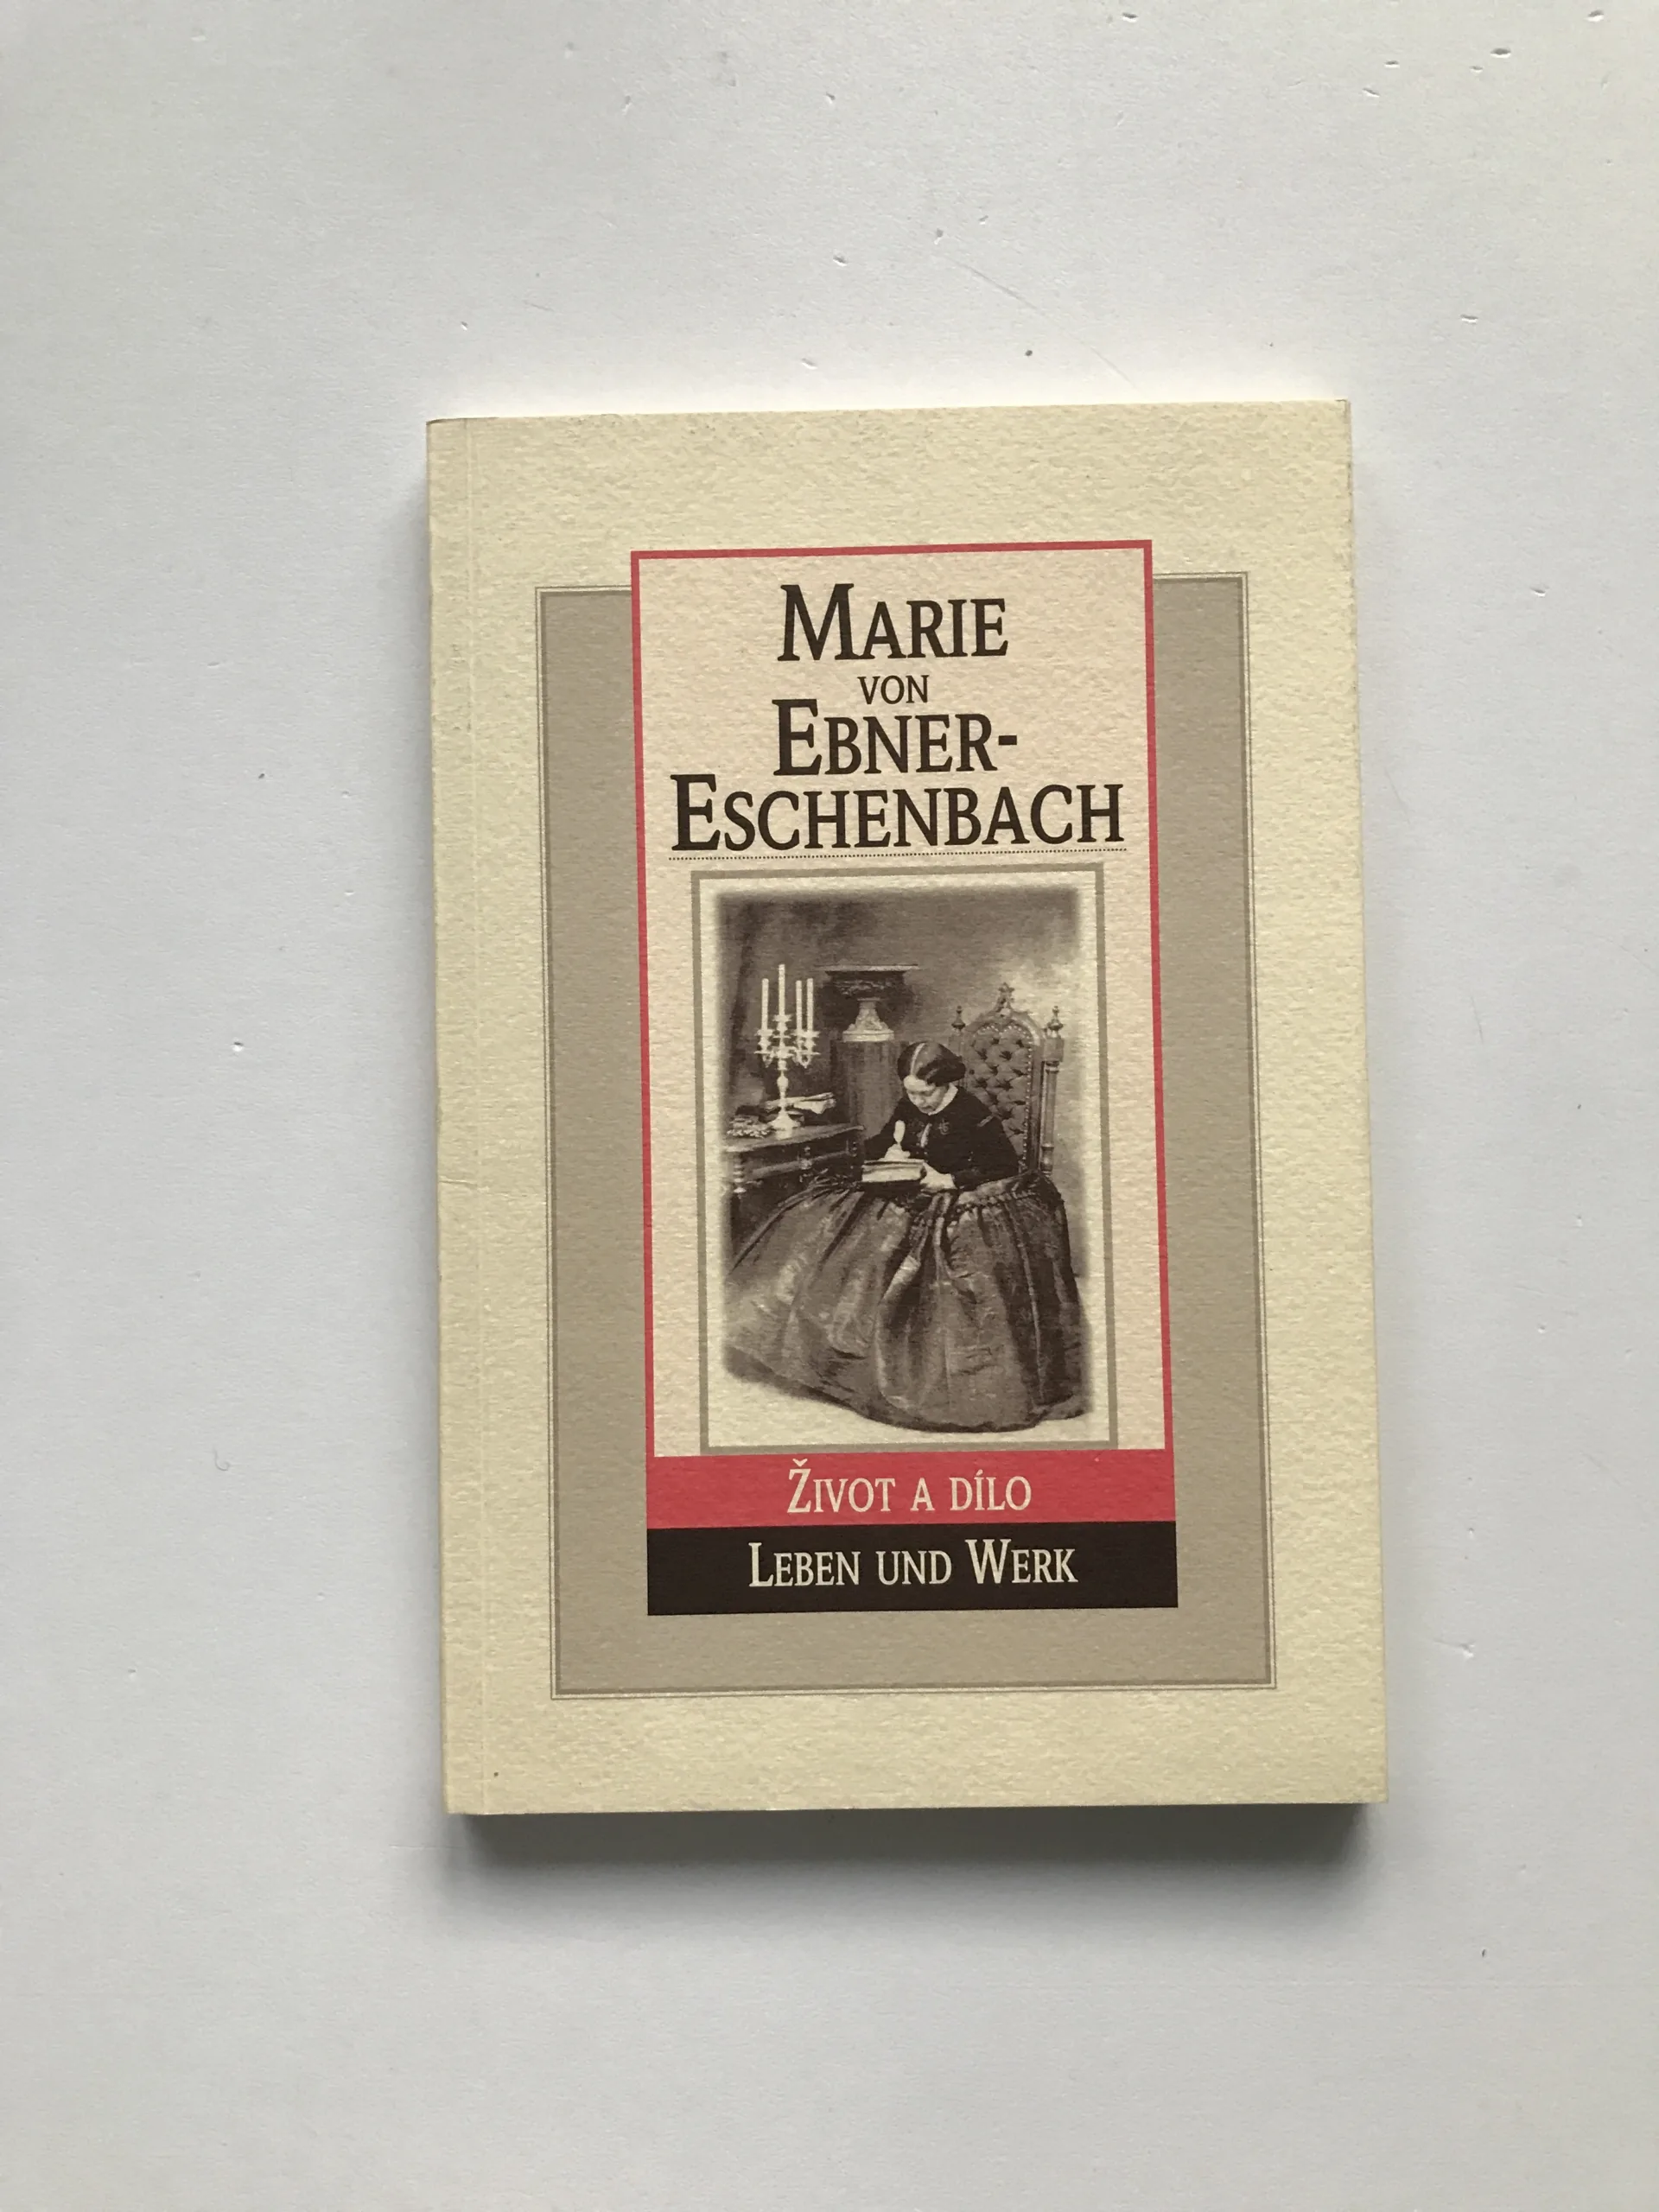 MARIE
VON
EBNER-
ESCHENBACH
ŽIVOT A DÍLO
LEBEN UND WERK